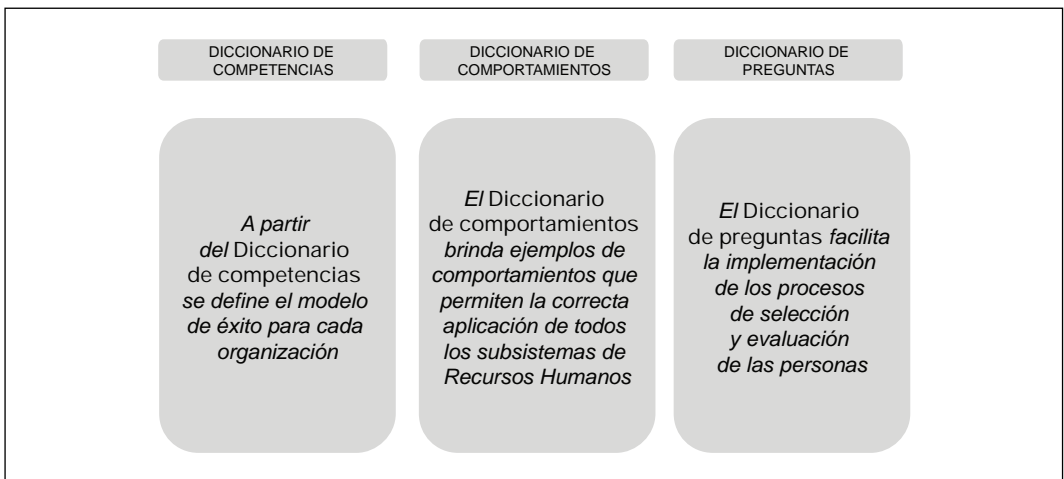 DICCIONARIO DE
COMPETENCIAS
DICCIONARIO DE
COMPORTAMIENTOS
DICCIONARIO DE
PREGUNTAS
A partir
del Diccionario
de competencias
se define el modelo
de éxito para cada
organización
El Diccionario
de comportamientos
brinda ejemplos de
comportamientos que
permiten la correcta
aplicación de todos
los subsistemas de
Recursos Humanos
El Diccionario
de preguntas facilita
la implementación
de los procesos
de selección
y evaluación
de las personas